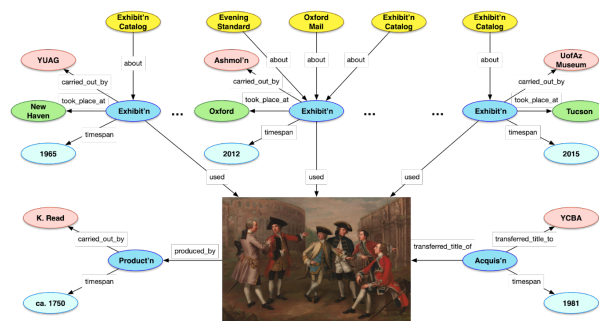 Exhibit'n
Catalog
Evening
Standard
Oxford
Mail
Exhibit'n
Catalog
Exhibit'n
Catalog
YUAG
about
Ashmol'n
about
about
UofAz
Museum
carried_out_by
carried_out_by
carried_out_by
New
Haven
took_place_at
Exhibit'n
...
Oxford
took_place_at
Exhibit'n
...
...
Exhibit'n
took_place_at
Tucson
timespan
timespan
timespan
1965
2012
2015
used
used
used
K. Read
YCBA
carried_out_by
transferred_title_to
produced_by
transferred_title_of
Product'n
Acquis'n
timespan
timespan
ca. 1750
1981